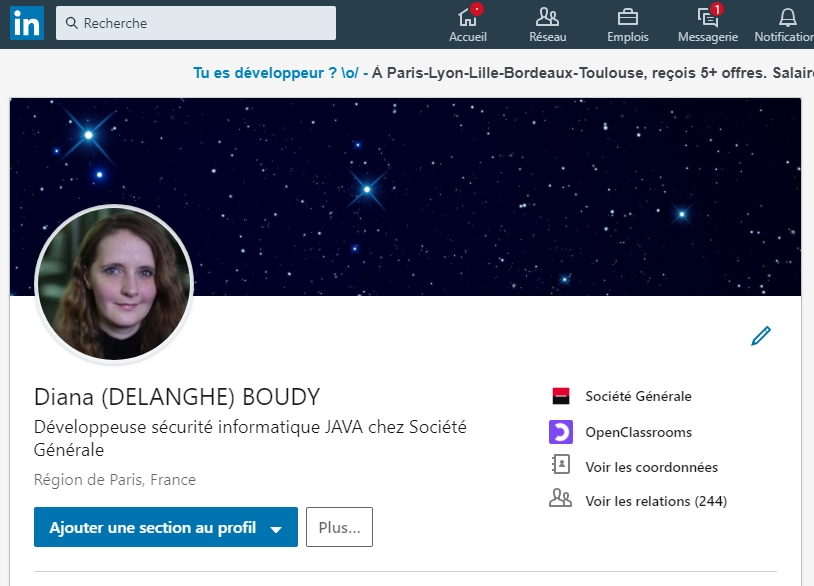 in
Recherche
Accueil
Réseau
Emplois
1
Messagerie
Notification
Tu es développeur ? \o/ - À Paris-Lyon-Lille-Bordeaux-Toulouse, reçois 5+ offres.
Diana (DELANGHE) BOUDY
Développeuse sécurité informatique JAVA chez Société
Générale
Région de Paris, France
Ajouter une section au profil
Plus...
Société Générale
OpenClassrooms
Voir les coordonnées
Voir les relations (244)